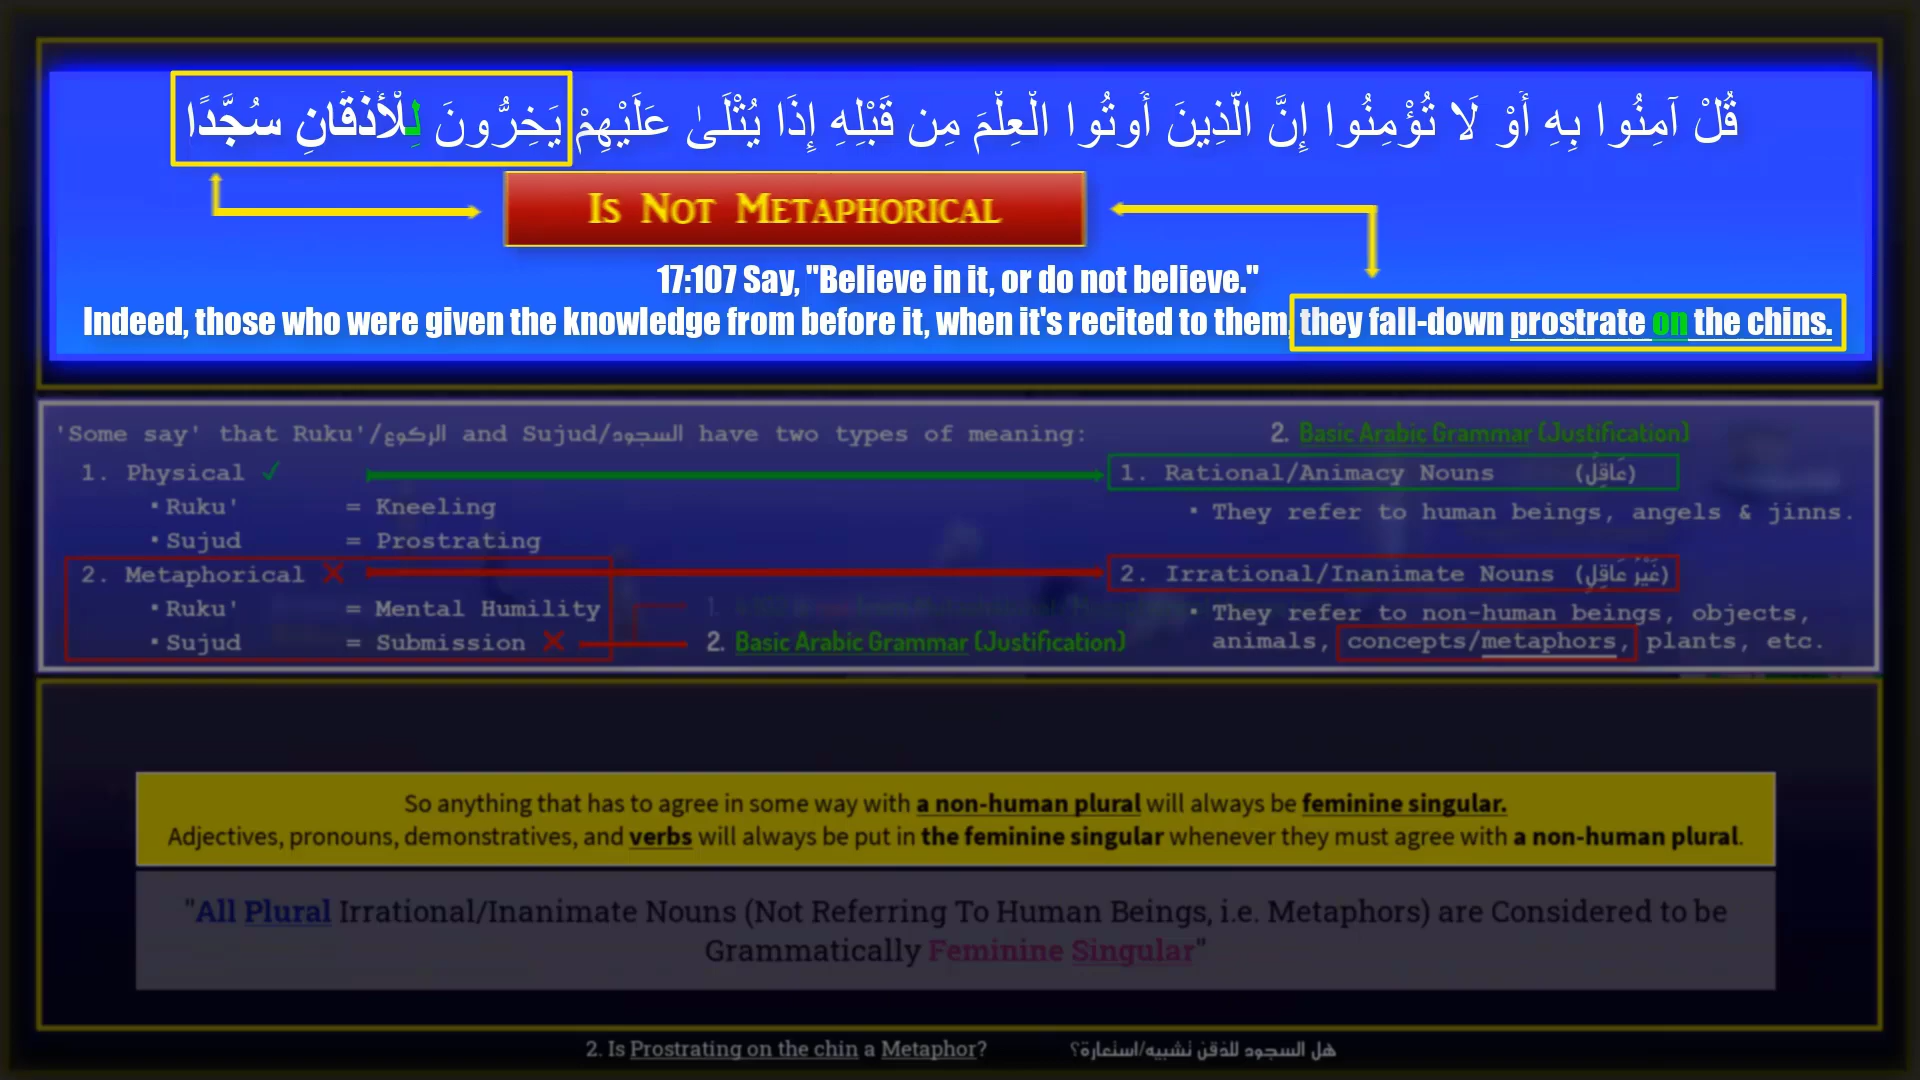 قُلْ آمِنُوا بِهِ أَوْ لَا تُؤْمِنُوا إِنَّ الَّذِينَ أُوتُوا الْعِلْمَ مِن قَبْلِهِ إِذَا يُتْلَىٰ عَلَيْهِمْ يَخِرُّونَ لِلْأَذْقَانِ سُجَّدًا
Is Not Metaphorical
17:107 Say, "Believe in it, or do not believe."
Indeed, those who were given the knowledge from before it, when it's recited to them, they fall-down prostrate on the chins.
'Some say' that Ruku'/الركوع and Sujud/السجود have two types of meaning:
1. Physical ✓
▪Ruku' = Kneeling
▪Sujud = Prostrating
2. Metaphorical ✕
▪Ruku' = Mental Humility
▪Sujud = Submission ✕
2. Basic Arabic Grammar (Justification)
2. Basic Arabic Grammar (Justification)
1. Rational/Animacy Nouns (عَاقِلٌ)
▪ They refer to human beings, angels & jinns.
2. Irrational/Inanimate Nouns (غَيْرُ عَاقِلٍ)
▪ They refer to non-human beings, objects,
animals, concepts/metaphors, plants, etc.
So anything that has to agree in some way with a non-human plural will always be feminine singular.
Adjectives, pronouns, demonstratives, and verbs will always be put in the feminine singular whenever they must agree with a non-human plural.
"All Plural Irrational/Inanimate Nouns (Not Referring To Human Beings, i.e. Metaphors) are Considered to be
Grammatically Feminine Singular"
2. Is Prostrating on the chin a Metaphor? هل السجود للذقن تشبيه/استعارة؟